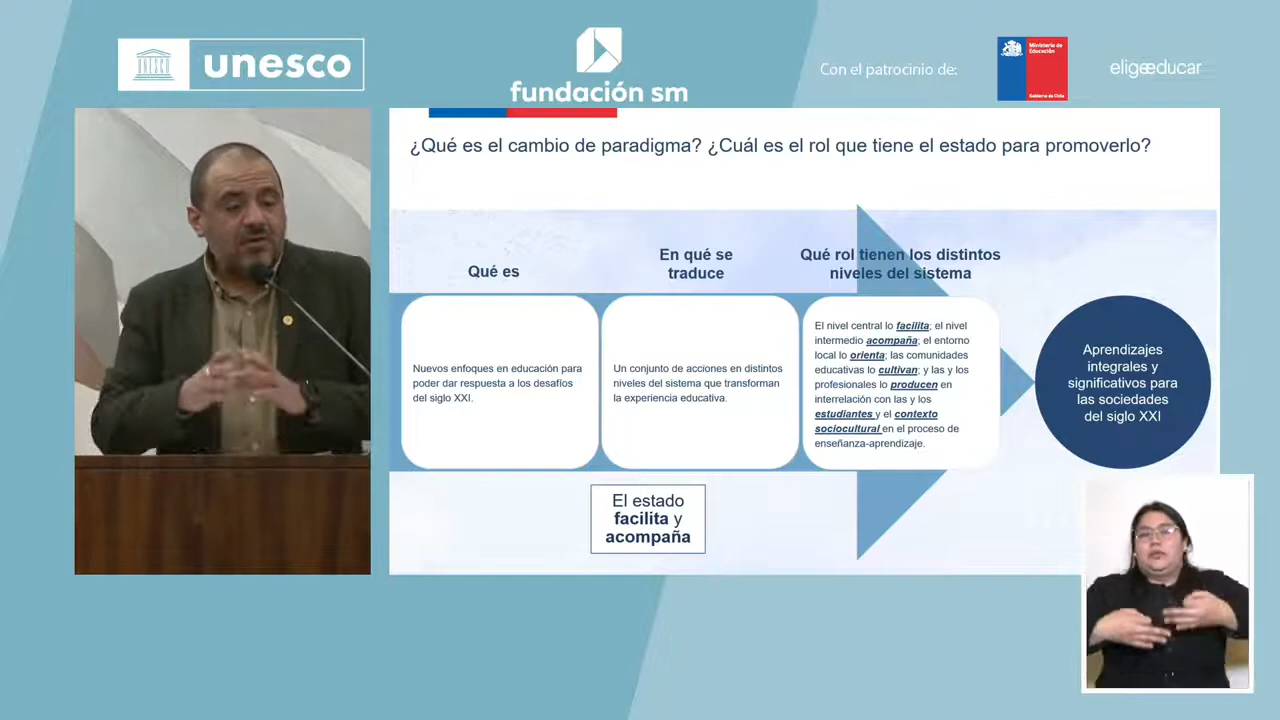 unesco
fundación sm
Con el patrocinio de:
Ministerio de
Educación
Gobierno de Chile
eligeeducar
¿Qué es el cambio de paradigma? ¿Cuál es el rol que tiene el estado para promoverlo?
Qué es
En qué se
traduce
Qué rol tienen los distintos
niveles del sistema
Nuevos enfoques en educación para
poder dar respuesta a los desafíos
del siglo XXI.
Un conjunto de acciones en distintos
niveles del sistema que transforman
la experiencia educativa.
El nivel central lo facilita; el nivel
intermedio acompaña; el entorno
local lo orienta; las comunidades
educativas lo cultivan; y las y los
profesionales lo producen en
interrelación con las y los
estudiantes y el contexto
sociocultural en el proceso de
enseñanza-aprendizaje.
Aprendizajes
integrales y
significativos para
las sociedades
del siglo XXI
El estado
facilita y
acompaña